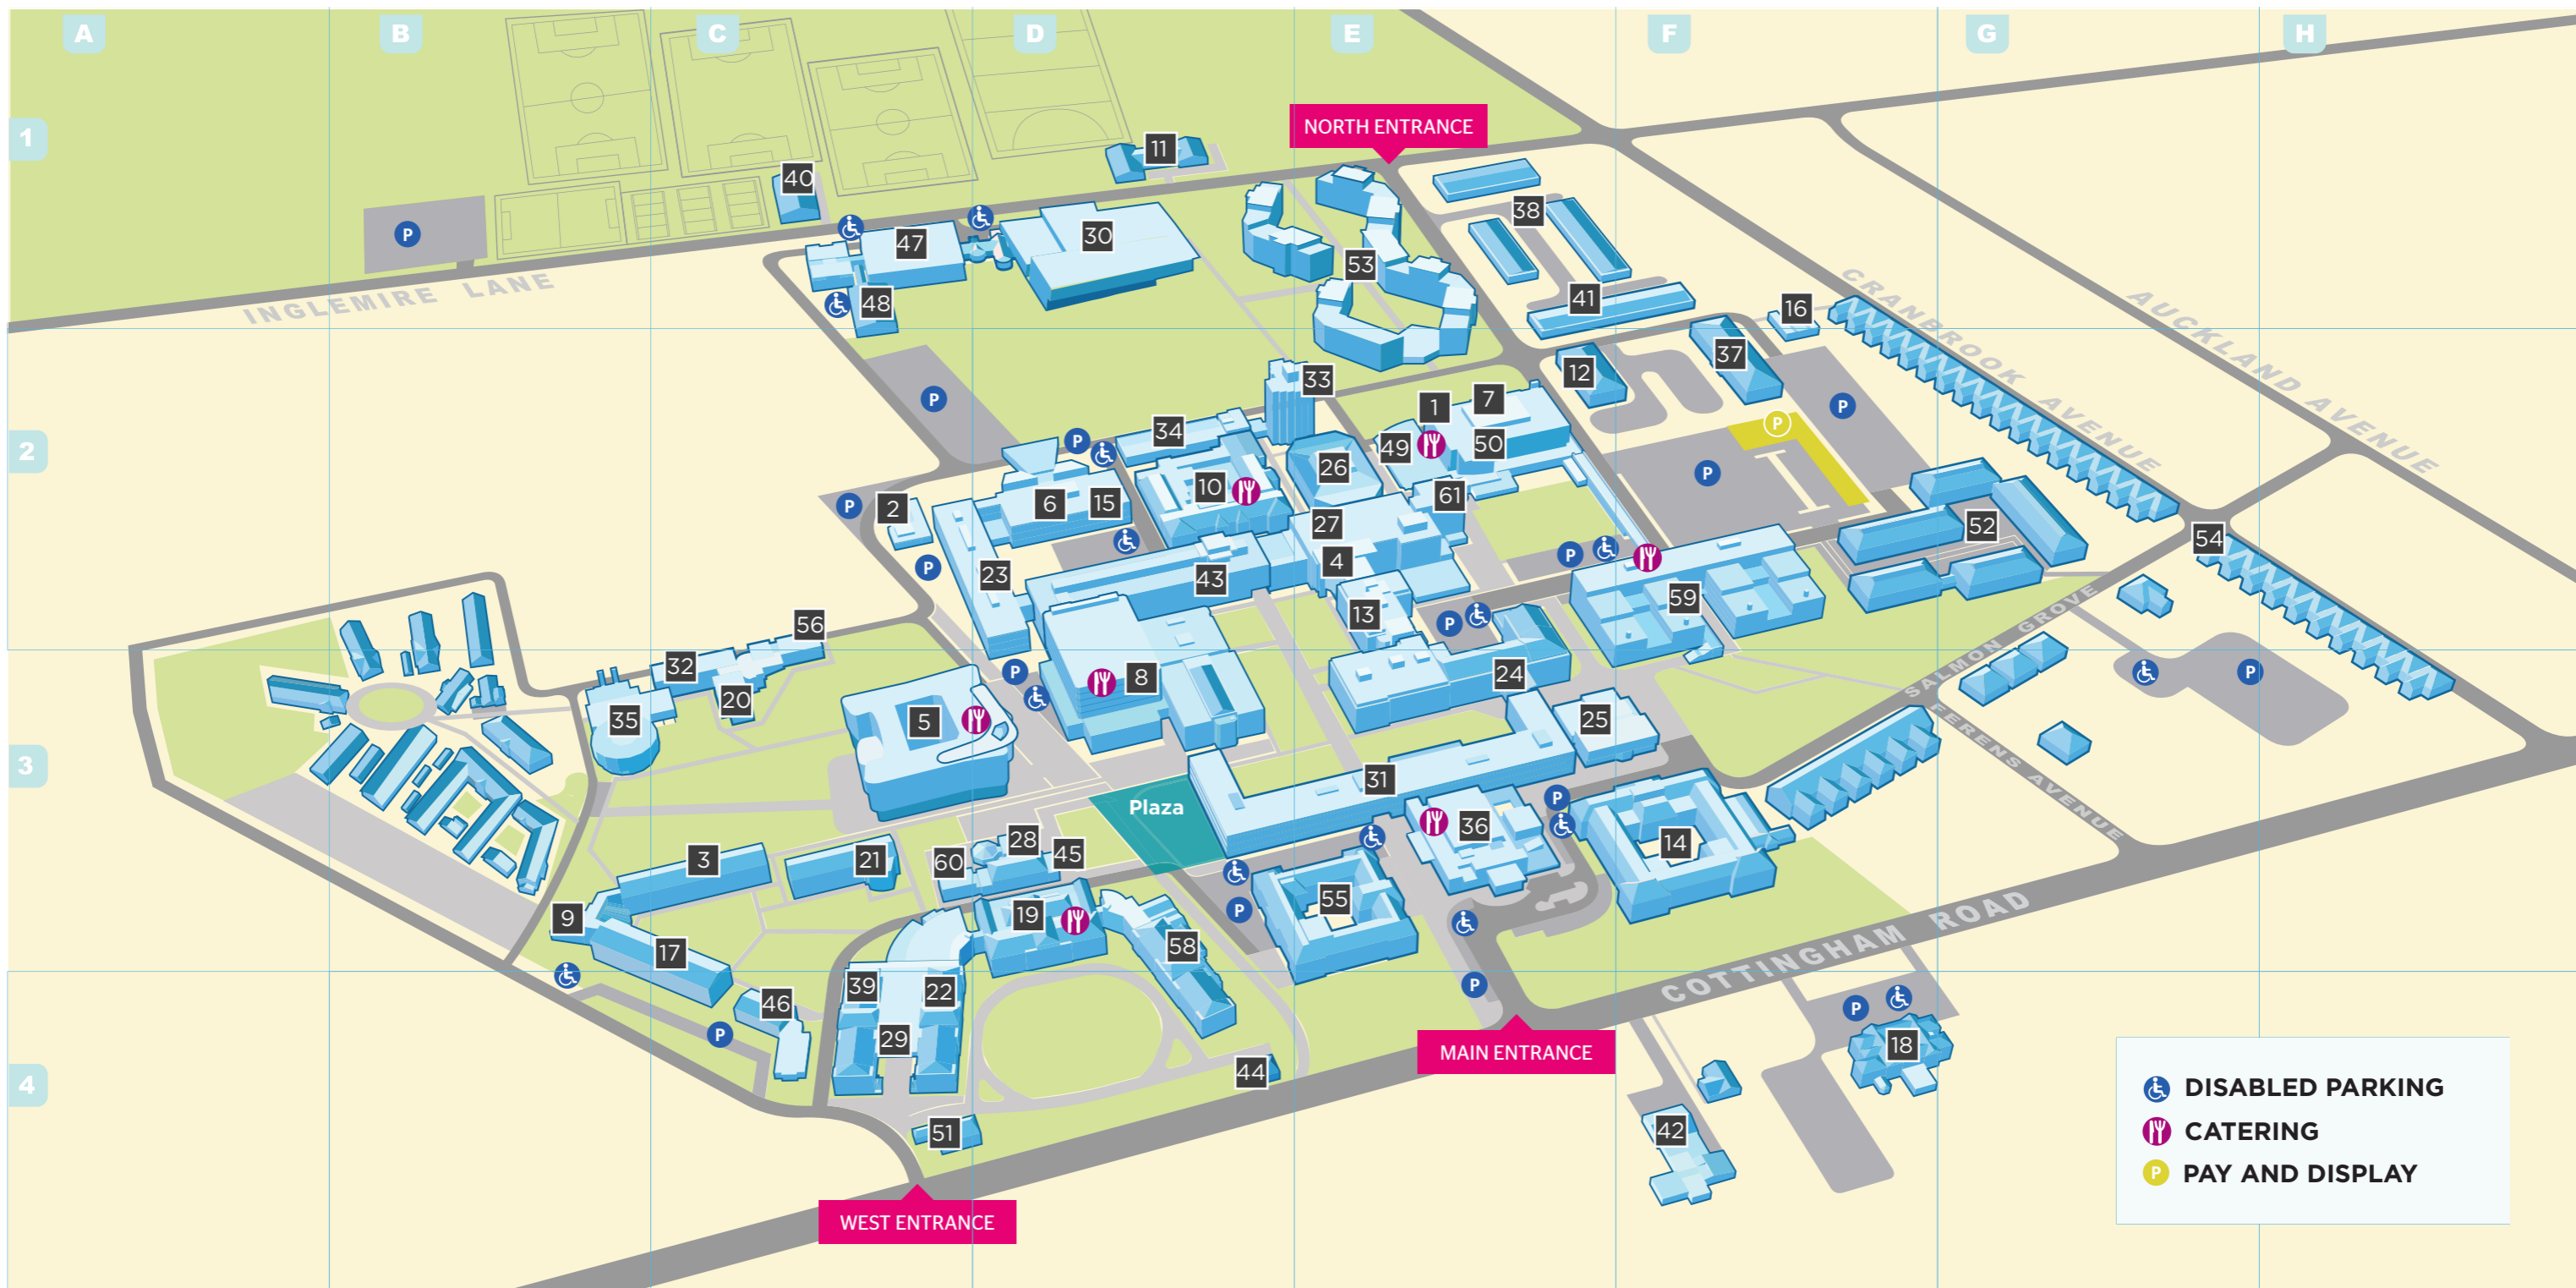 A
B
C
D
E
F
G
H
1
NORTH ENTRANCE
11
40
38
P
47
30
53
INGLEMIRE LANE
48
41
16
CRANBROOK AVENUE
AUCKLAND AVENUE
37
12
33
P
1
7
P
P
2
34
P
49
50
26
P
10
6
15
61
P
2
27
52
54
P
4
P
23
43
59
13
P
56
32
P
8
24
SALMON GROVE
P
20
35
5
25
FERENS AVENUE
3
31
P
Plaza
36
28
14
45
3
21
60
55
P
9
19
17
58
COTTINGHAM ROAD
39
22
P
46
P
P
29
18
MAIN ENTRANCE
44
4
42
51
WEST ENTRANCE
DISABLED PARKING
CATERING
P PAY AND DISPLAY